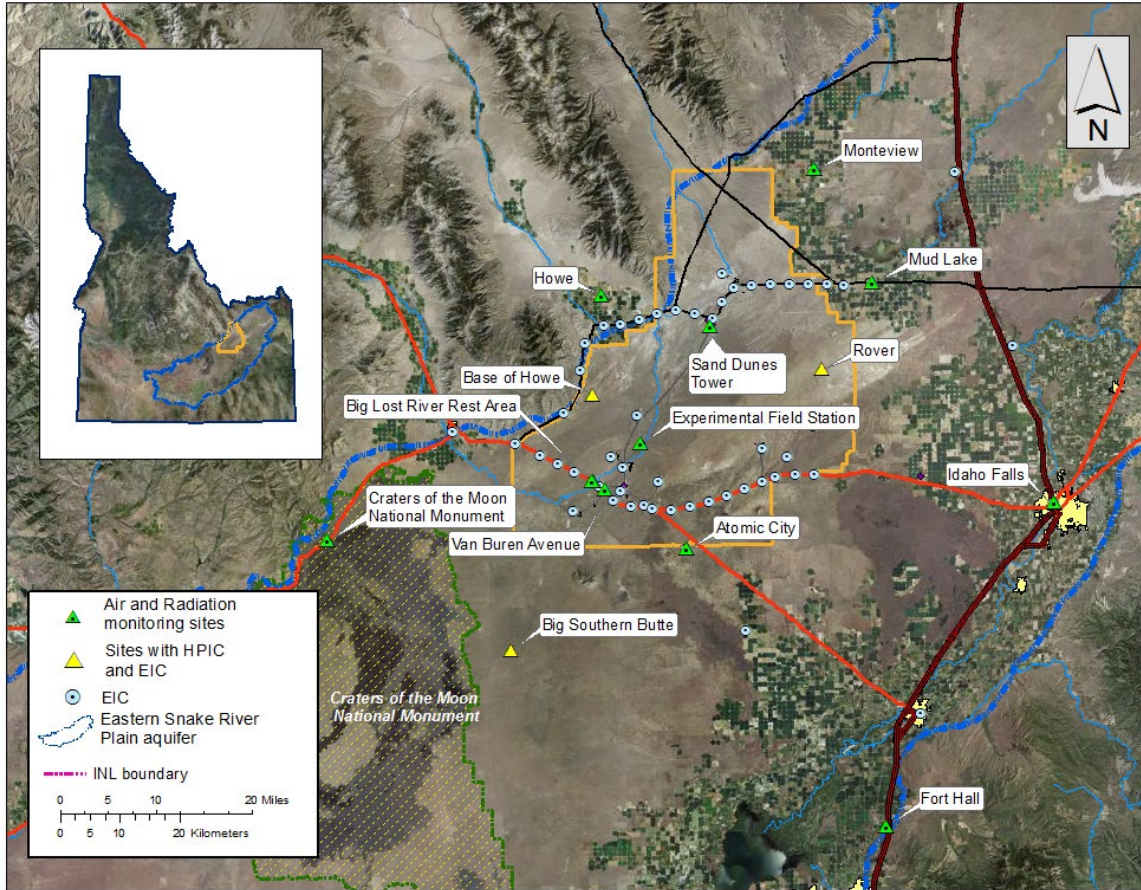 N
Monteview
Mud Lake
Howe
Sand Dunes
Tower
Rover
Base of Howe
Big Lost River Rest Area
Experimental Field Station
Idaho Falls
Craters of the Moon
National Monument
Van Buren Avenue
Atomic City
Big Southern Butte
Craters of the Moon
National Monument
Fort Hall
Air and Radiation
monitoring sites
Sites with HPIC
and EIC
EIC
Eastern Snake River
Plain aquifer
INL boundary
0 5 10 20 Miles
0 5 10 20 Kilometers